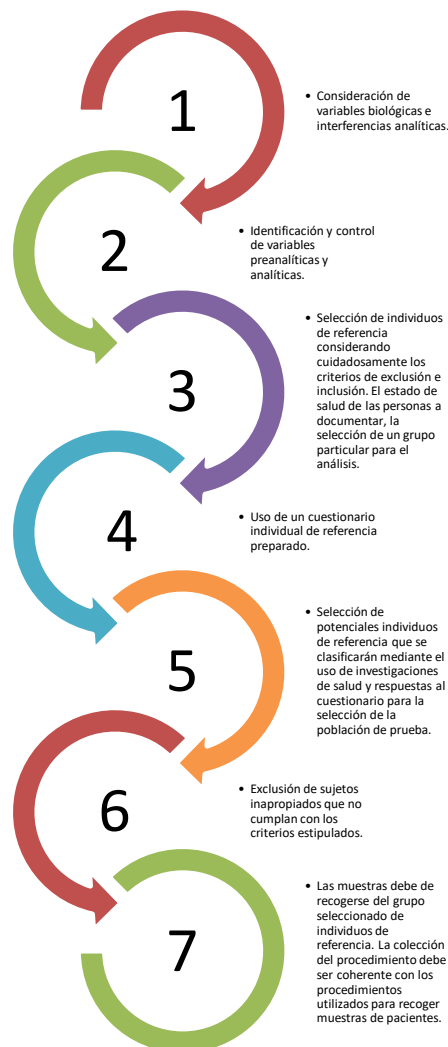 1
• Consideración de
variables biológicas e
interferencias analíticas.
2
• Identificación y control
de variables
preanalíticas y
analíticas.
3
• Selección de individuos
de referencia
considerando
cuidadosamente los
criterios de exclusión e
inclusión. El estado de
salud de las personas a
documentar, la
selección de un grupo
particular para el
análisis.
4
• Uso de un cuestionario
individual de referencia
preparado.
5
• Selección de
potenciales individuos
de referencia que se
clasificarán mediante el
uso de investigaciones
de salud y respuestas al
cuestionario para la
selección de la
población de prueba.
6
• Exclusión de sujetos
inapropiados que no
cumplan con los
criterios estipulados.
7
• Las muestras debe de
recogerse del grupo
seleccionado de
individuos de
referencia. La colección
del procedimiento debe
ser coherente con los
procedimientos
utilizados para recoger
muestras de pacientes.